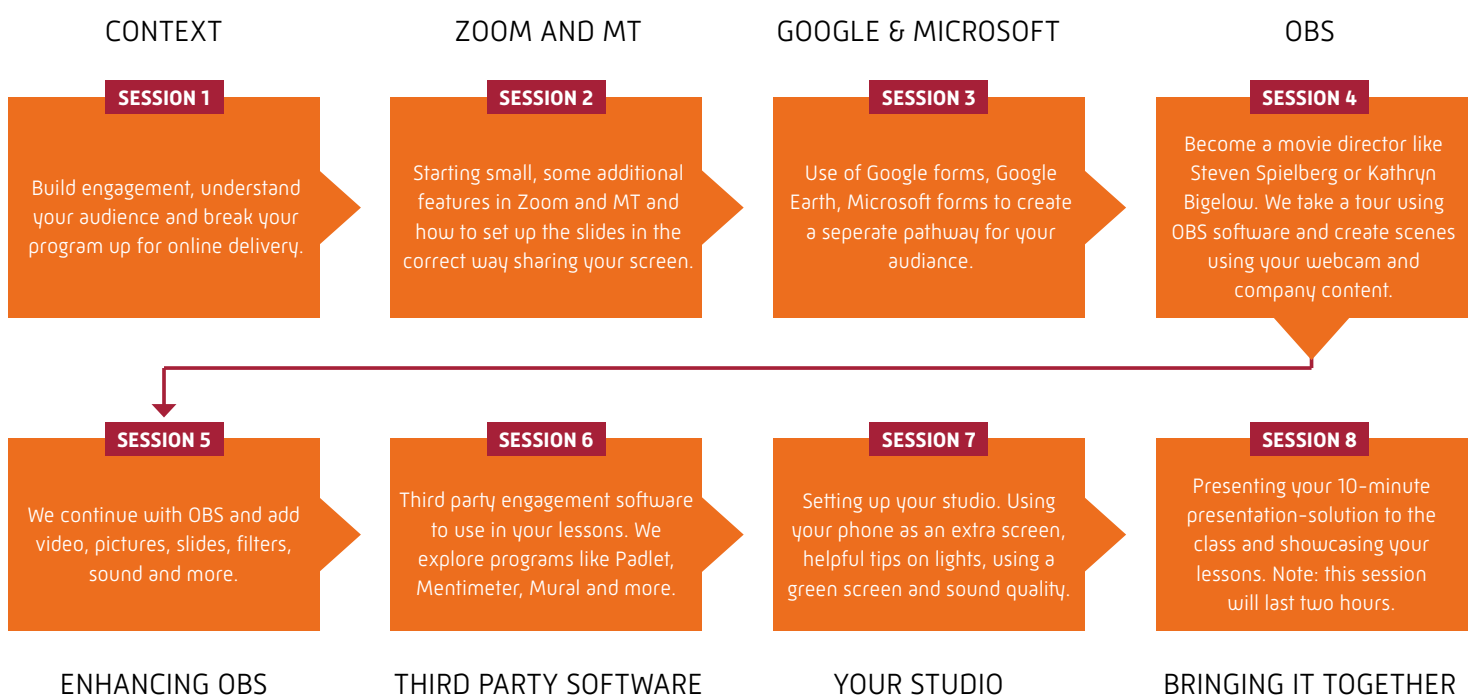 CONTEXT
ZOOM AND MT
GOOGLE & MICROSOFT
OBS
SESSION 1
Build engagement, understand
your audience and break your
program up for online delivery.
SESSION 2
Starting small, some additional
features in Zoom and MT and
how to set up the slides in the
correct way sharing your screen.
SESSION 3
Use of Google forms, Google
Earth, Microsoft forms to create
a seperate pathway for your
audiance.
SESSION 4
Become a movie director like
Steven Spielberg or Kathryn
Bigelow. We take a tour using
OBS software and create scenes
using your webcam and
company content.
SESSION 5
We continue with OBS and add
video, pictures, slides, filters,
sound and more.
SESSION 6
Third party engagement software
to use in your lessons. We
explore programs like Padlet,
Mentimeter, Mural and more.
SESSION 7
Setting up your studio. Using
your phone as an extra screen,
helpful tips on lights, using a
green screen and sound quality.
SESSION 8
Presenting your 10-minute
presentation-solution to the
class and showcasing your
lessons. Note: this session
will last two hours.
ENHANCING OBS
THIRD PARTY SOFTWARE
YOUR STUDIO
BRINGING IT TOGETHER